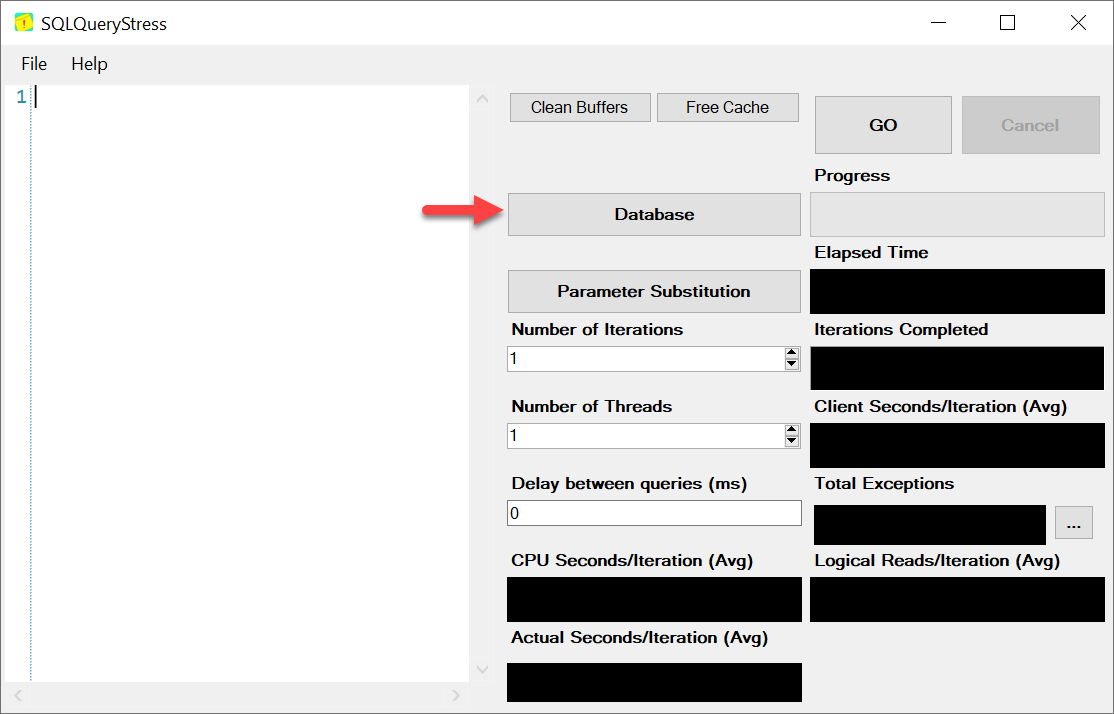 SQLQueryStress
File Help
1
Clean Buffers Free Cache
GO Cancel
Progress
Database
Elapsed Time
Parameter Substitution
Number of Iterations
Iterations Completed
1
Number of Threads
Client Seconds/Iteration (Avg)
1
Delay between queries (ms)
Total Exceptions
0
...
CPU Seconds/Iteration (Avg)
Logical Reads/Iteration (Avg)
Actual Seconds/Iteration (Avg)